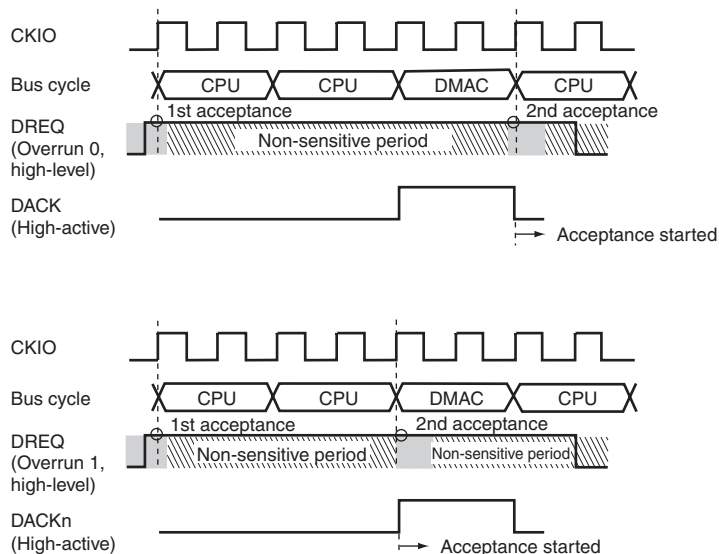 CKIO
Bus cycle
CPU CPU DMAC CPU
1st acceptance 2nd acceptance
DREQ
(Overrun 0,
high-level)
Non-sensitive period
DACK
(High-active)
Acceptance started
CKIO
Bus cycle
CPU CPU DMAC CPU
1st acceptance 2nd acceptance
DREQ
(Overrun 1,
high-level)
Non-sensitive period Non-sensitive period
DACKn
(High-active)
Acceptance started